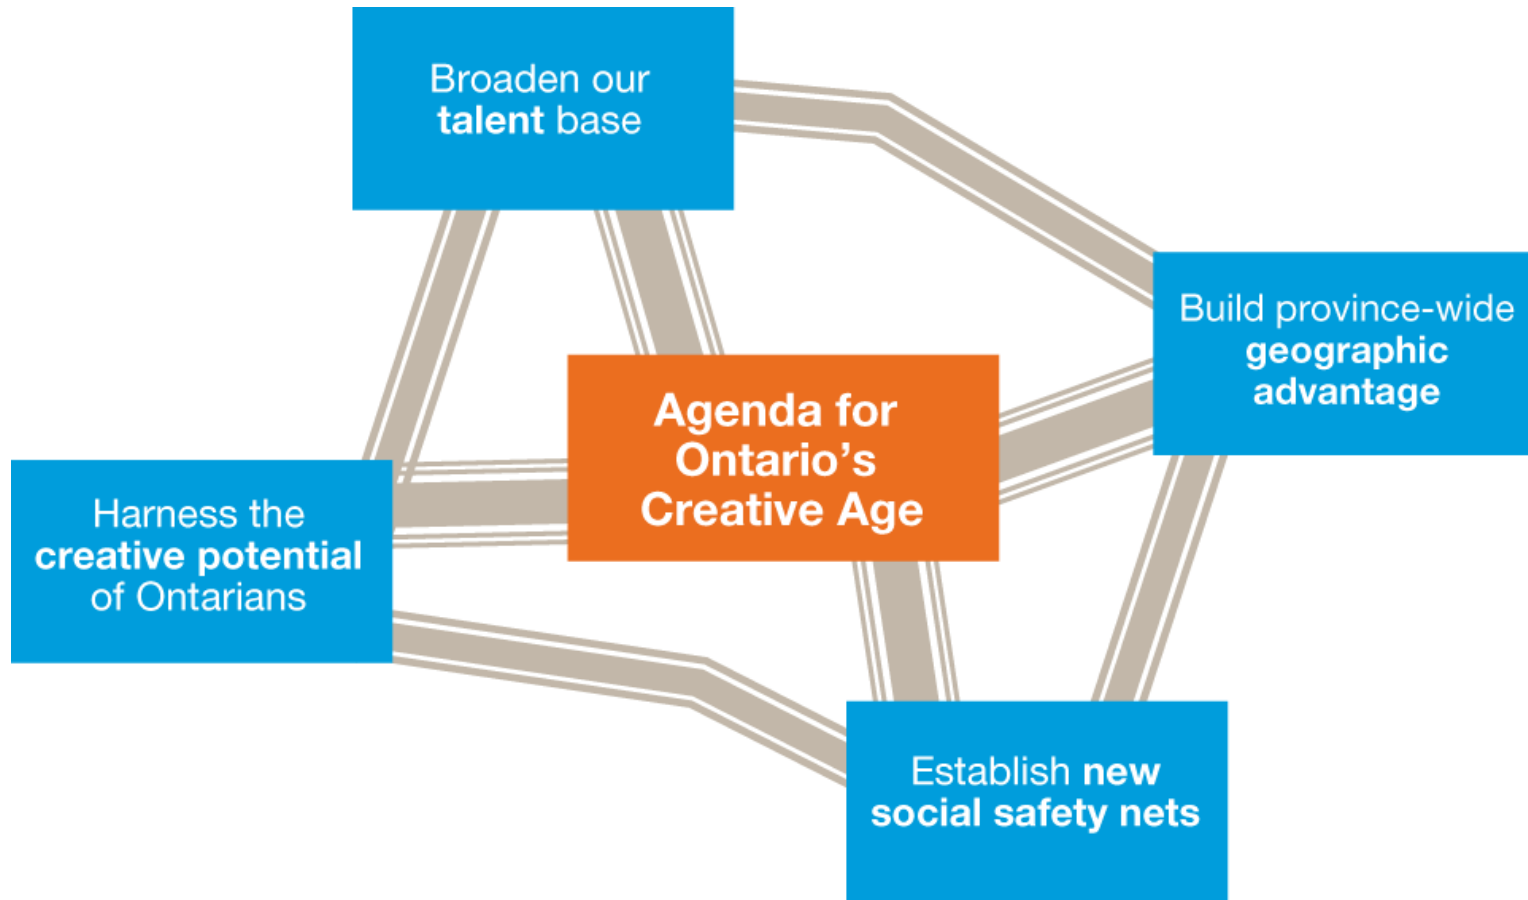 Broaden our
talent base
Build province-wide
geographic
advantage
Agenda for
Ontario’s
Creative Age
Harness the
creative potential
of Ontarians
Establish new
social safety nets